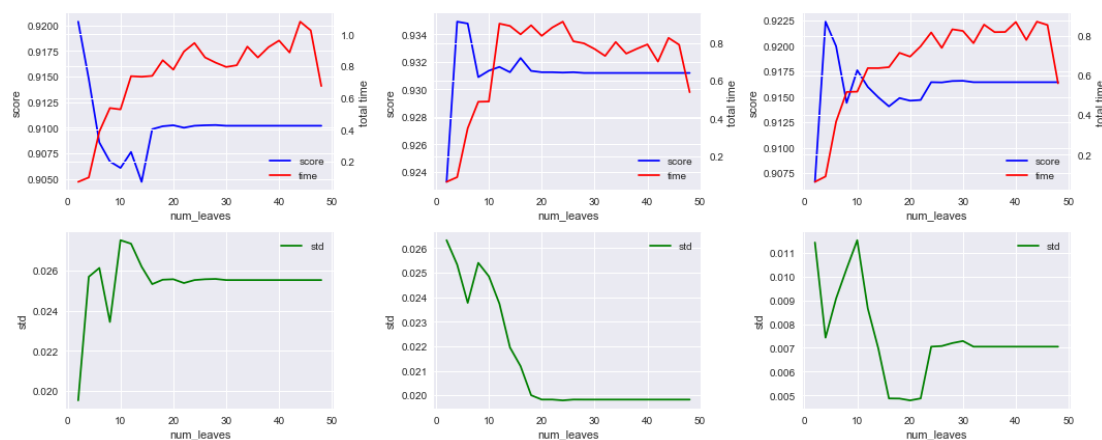 0.9200
0.9175
0.9150
0.9125
0.9100
0.9075
0.9050
score
1.0
0.8
0.6
0.4
0.2
total time
score
time
0 10 20 30 40 50
num_leaves
0.934
0.932
0.930
0.928
0.926
0.924
score
0.8
0.6
0.4
0.2
total time
score
time
0 10 20 30 40 50
num_leaves
0.9225
0.9200
0.9175
0.9150
0.9125
0.9100
0.9075
score
0.8
0.6
0.4
0.2
total time
score
time
0 10 20 30 40 50
num_leaves
0.026
0.024
0.022
0.020
std
std
0 10 20 30 40 50
num_leaves
0.026
0.025
0.024
0.023
0.022
0.021
0.020
std
std
0 10 20 30 40 50
num_leaves
0.011
0.010
0.009
0.008
0.007
0.006
0.005
std
std
0 10 20 30 40 50
num_leaves